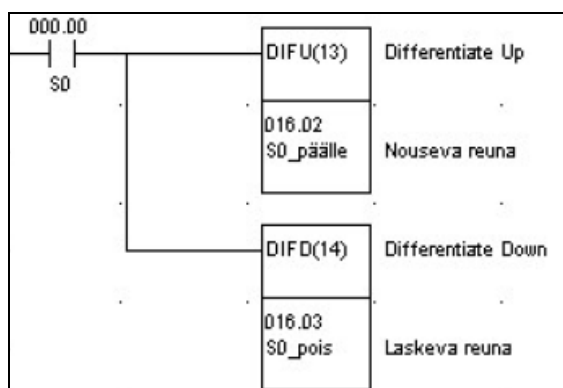 000.00
S0
DIFU(13) Differentiate Up
016.02
S0_päälle Nouseva reuna
DIFD(14) Differentiate Down
016.03
S0_pois Laskeva reuna